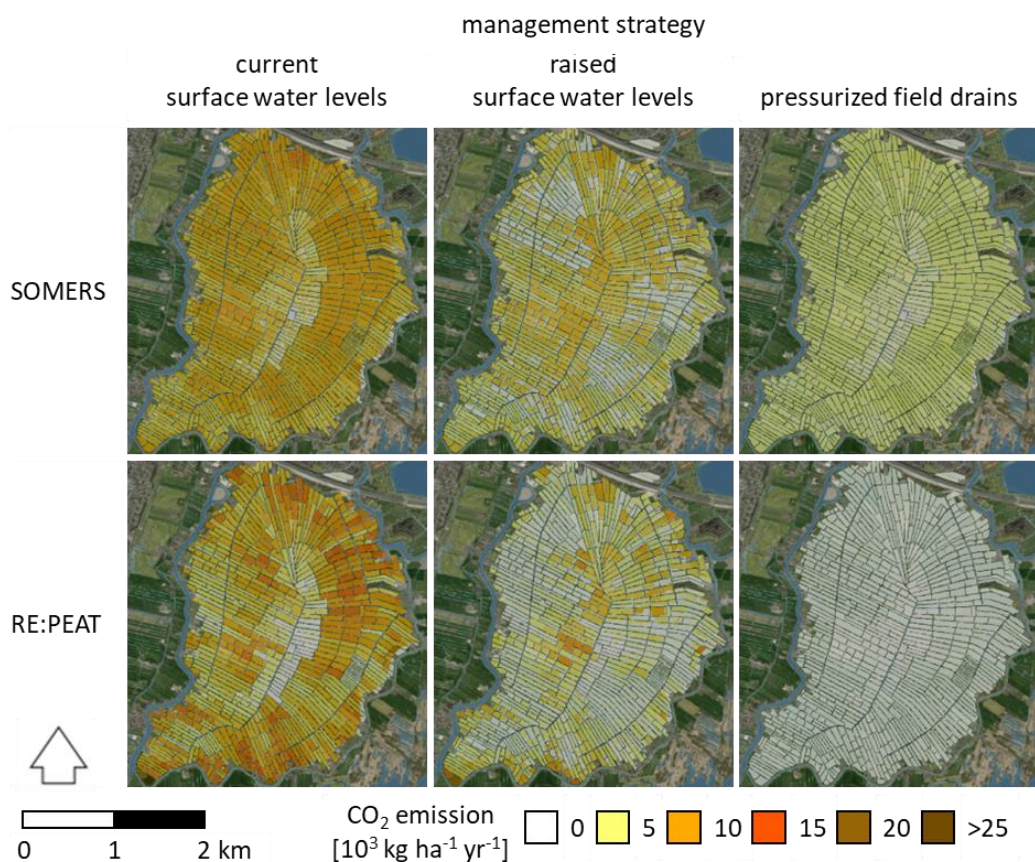 management strategy
current
surface water levels
raised
surface water levels
pressurized field drains
SOMERS
RE:PEAT
0 1 2 km
CO₂ emission
[10³ kg ha⁻¹ yr⁻¹]
0 5 10 15 20 >25